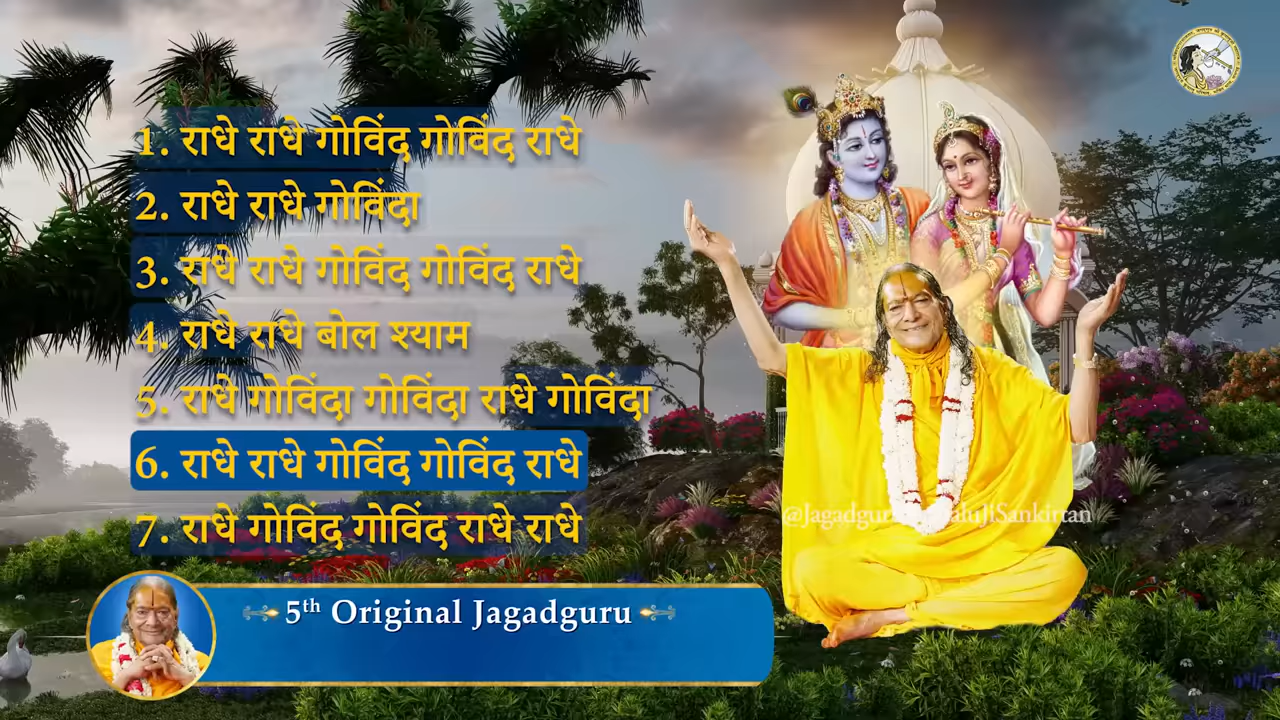 1. राधे राधे गोविंद गोविंद राधे
2. राधे राधे गोविंदा
3. राधे राधे गोविंद गोविंद राधे
4. राधे राधे बोल श्याम
5. राधे गोविंदा गोविंदा राधे गोविंदा
6. राधे राधे गोविंद गोविंद राधे
7. राधे गोविंद गोविंद राधे राधे
5th Original Jagadguru